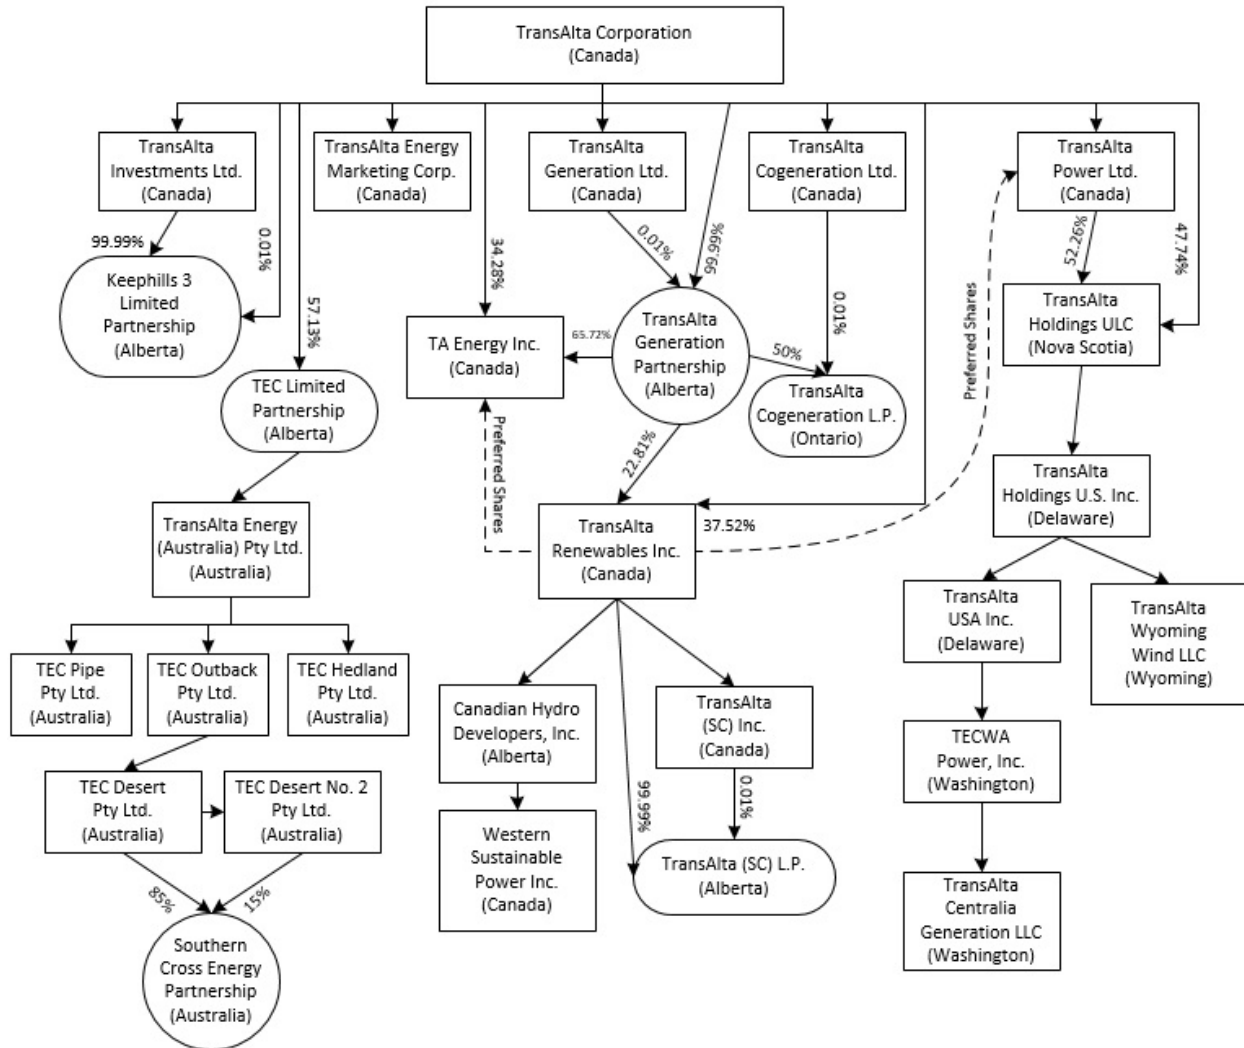 TransAlta Corporation
(Canada)
TransAlta
Investments Ltd.
(Canada)
TransAlta Energy
Marketing Corp.
(Canada)
TransAlta
Generation Ltd.
(Canada)
TransAlta
Cogeneration Ltd.
(Canada)
TransAlta
Power Ltd.
(Canada)
99.99%
0.01%
57.13%
34.28%
0.01%
99.99%
0.01%
52.26%
47.74%
Keephills 3
Limited
Partnership
(Alberta)
TA Energy Inc.
(Canada)
65.72%
TransAlta
Generation
Partnership
(Alberta)
50%
TransAlta
Holdings ULC
(Nova Scotia)
TEC Limited
Partnership
(Alberta)
TransAlta
Cogeneration L.P.
(Ontario)
Preferred Shares
Preferred Shares
22.81%
37.52%
TransAlta
Holdings U.S. Inc.
(Delaware)
TransAlta Energy
(Australia) Pty Ltd.
(Australia)
TransAlta
Renewables Inc.
(Canada)
TransAlta
USA Inc.
(Delaware)
TransAlta
Wyoming
Wind LLC
(Wyoming)
TEC Pipe
Pty Ltd.
(Australia)
TEC Outback
Pty Ltd.
(Australia)
TEC Hedland
Pty Ltd.
(Australia)
Canadian Hydro
Developers, Inc.
(Alberta)
TransAlta
(SC) Inc.
(Canada)
TECWA
Power, Inc.
(Washington)
TEC Desert
Pty Ltd.
(Australia)
TEC Desert No. 2
Pty Ltd.
(Australia)
99.99%
0.01%
Western
Sustainable
Power Inc.
(Canada)
TransAlta (SC) L.P.
(Alberta)
85%
15%
TransAlta
Centralia
Generation LLC
(Washington)
Southern
Cross Energy
Partnership
(Australia)